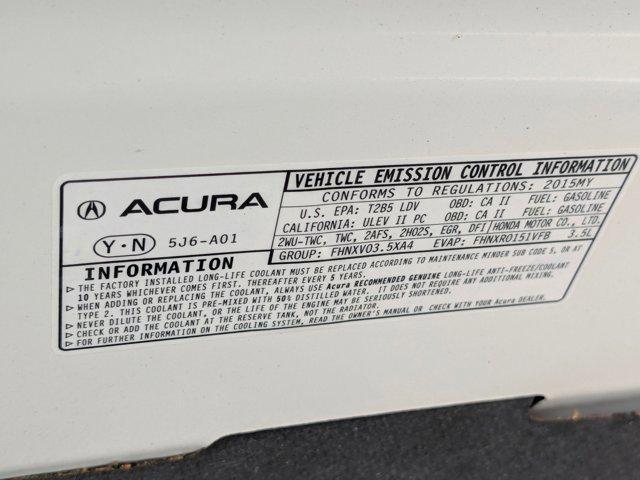 ACURA
Y·N 5J6-A01
VEHICLE EMISSION CONTROL INFORMATION
CONFORMS TO REGULATIONS: 2015MY
U.S. EPA: T2B5 LDV OBD: CA II FUEL: GASOLINE
CALIFORNIA: ULEV II PC OBD: CA II FUEL: GASOLINE
2WU-TWC, TWC, 2AFS, 2HO2S, EGR, DFI HONDA MOTOR CO., LTD.
GROUP: FHNXV03.5XA4 EVAP: FHNXR0151VFB 3.5L
INFORMATION
▷ THE FACTORY INSTALLED LONG-LIFE COOLANT MUST BE REPLACED ACCORDING TO MAINTENANCE MINDER SUB CODE 5, OR AT
10 YEARS WHICHEVER COMES FIRST. THEREAFTER EVERY 5 YEARS.
▷ WHEN ADDING OR REPLACING THE COOLANT, ALWAYS USE Acura RECOMMENDED GENUINE LONG-LIFE ANTI-FREEZE/COOLANT
TYPE 2. THIS COOLANT IS PRE-MIXED WITH 50% DISTILLED WATER. IT DOES NOT REQUIRE ANY ADDITIONAL MIXING.
▷ NEVER DILUTE THE COOLANT, OR THE LIFE OF THE ENGINE MAY BE SERIOUSLY SHORTENED.
▷ CHECK OR ADD THE COOLANT AT THE RESERVE TANK, NOT THE RADIATOR.
▷ FOR FURTHER INFORMATION ON THE COOLING SYSTEM, READ THE OWNER'S MANUAL OR CHECK WITH YOUR Acura DEALER.